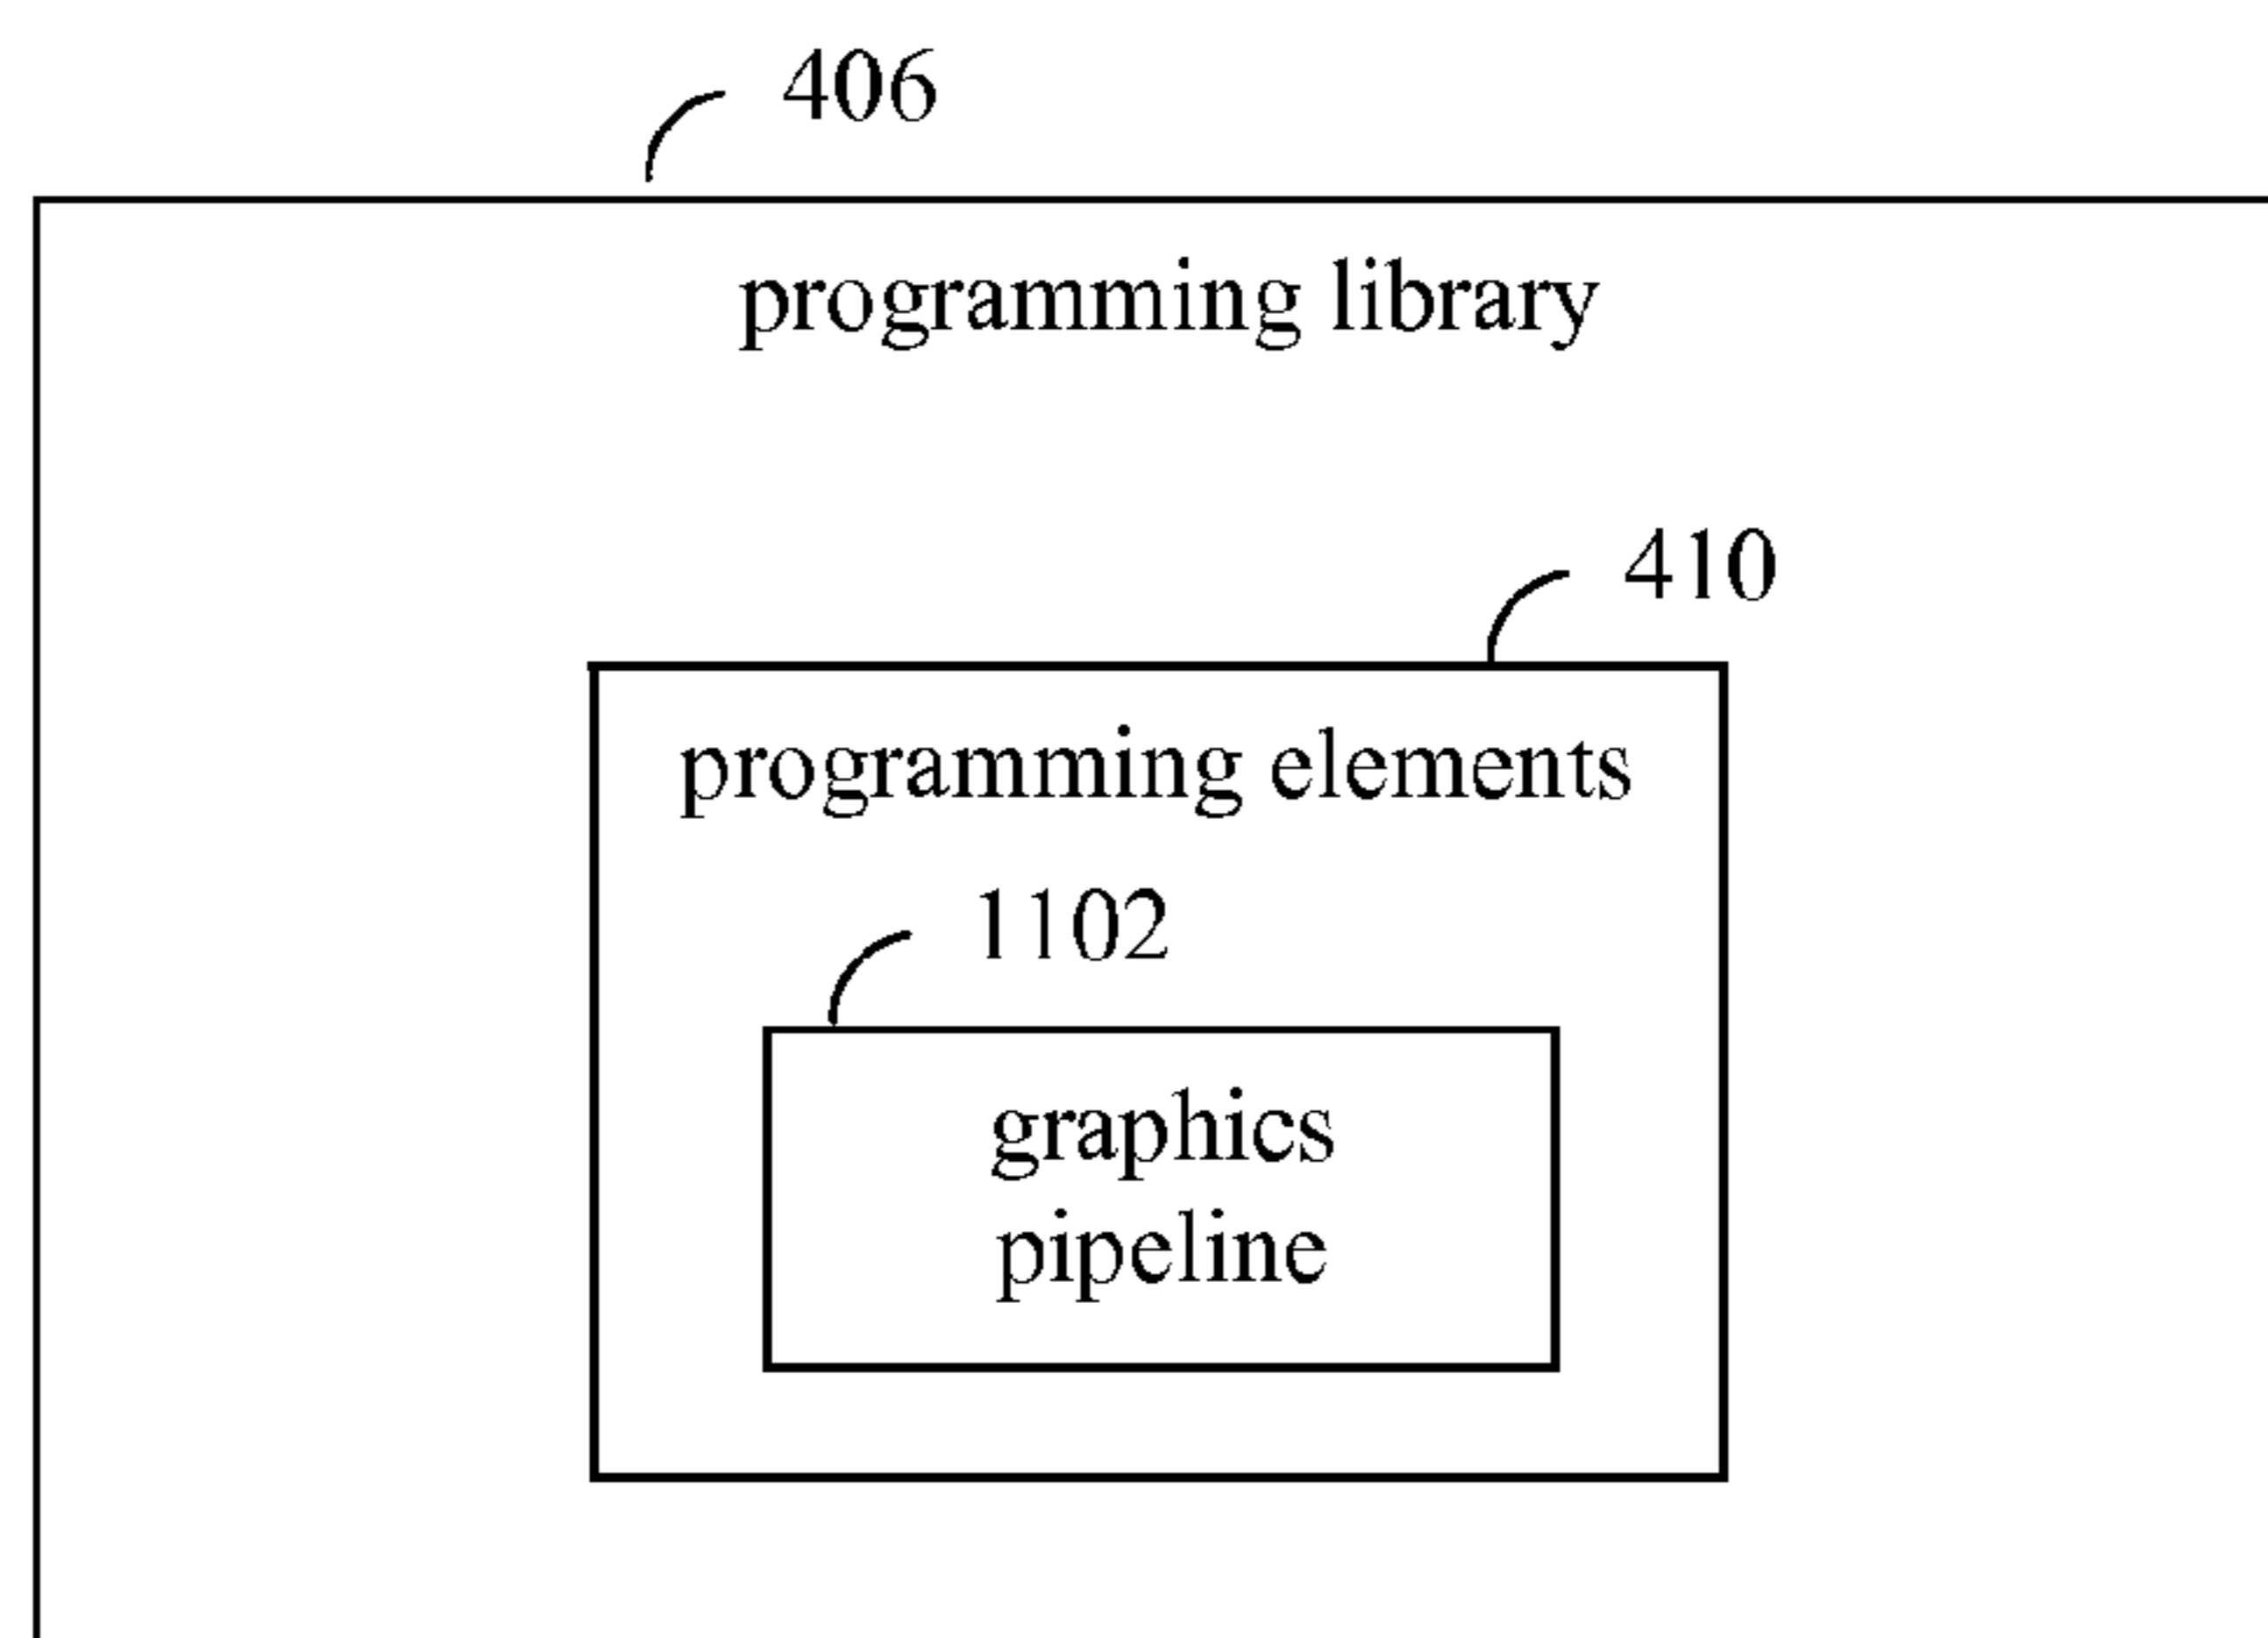 406
programming library
410
programming elements
1102
graphics
pipeline